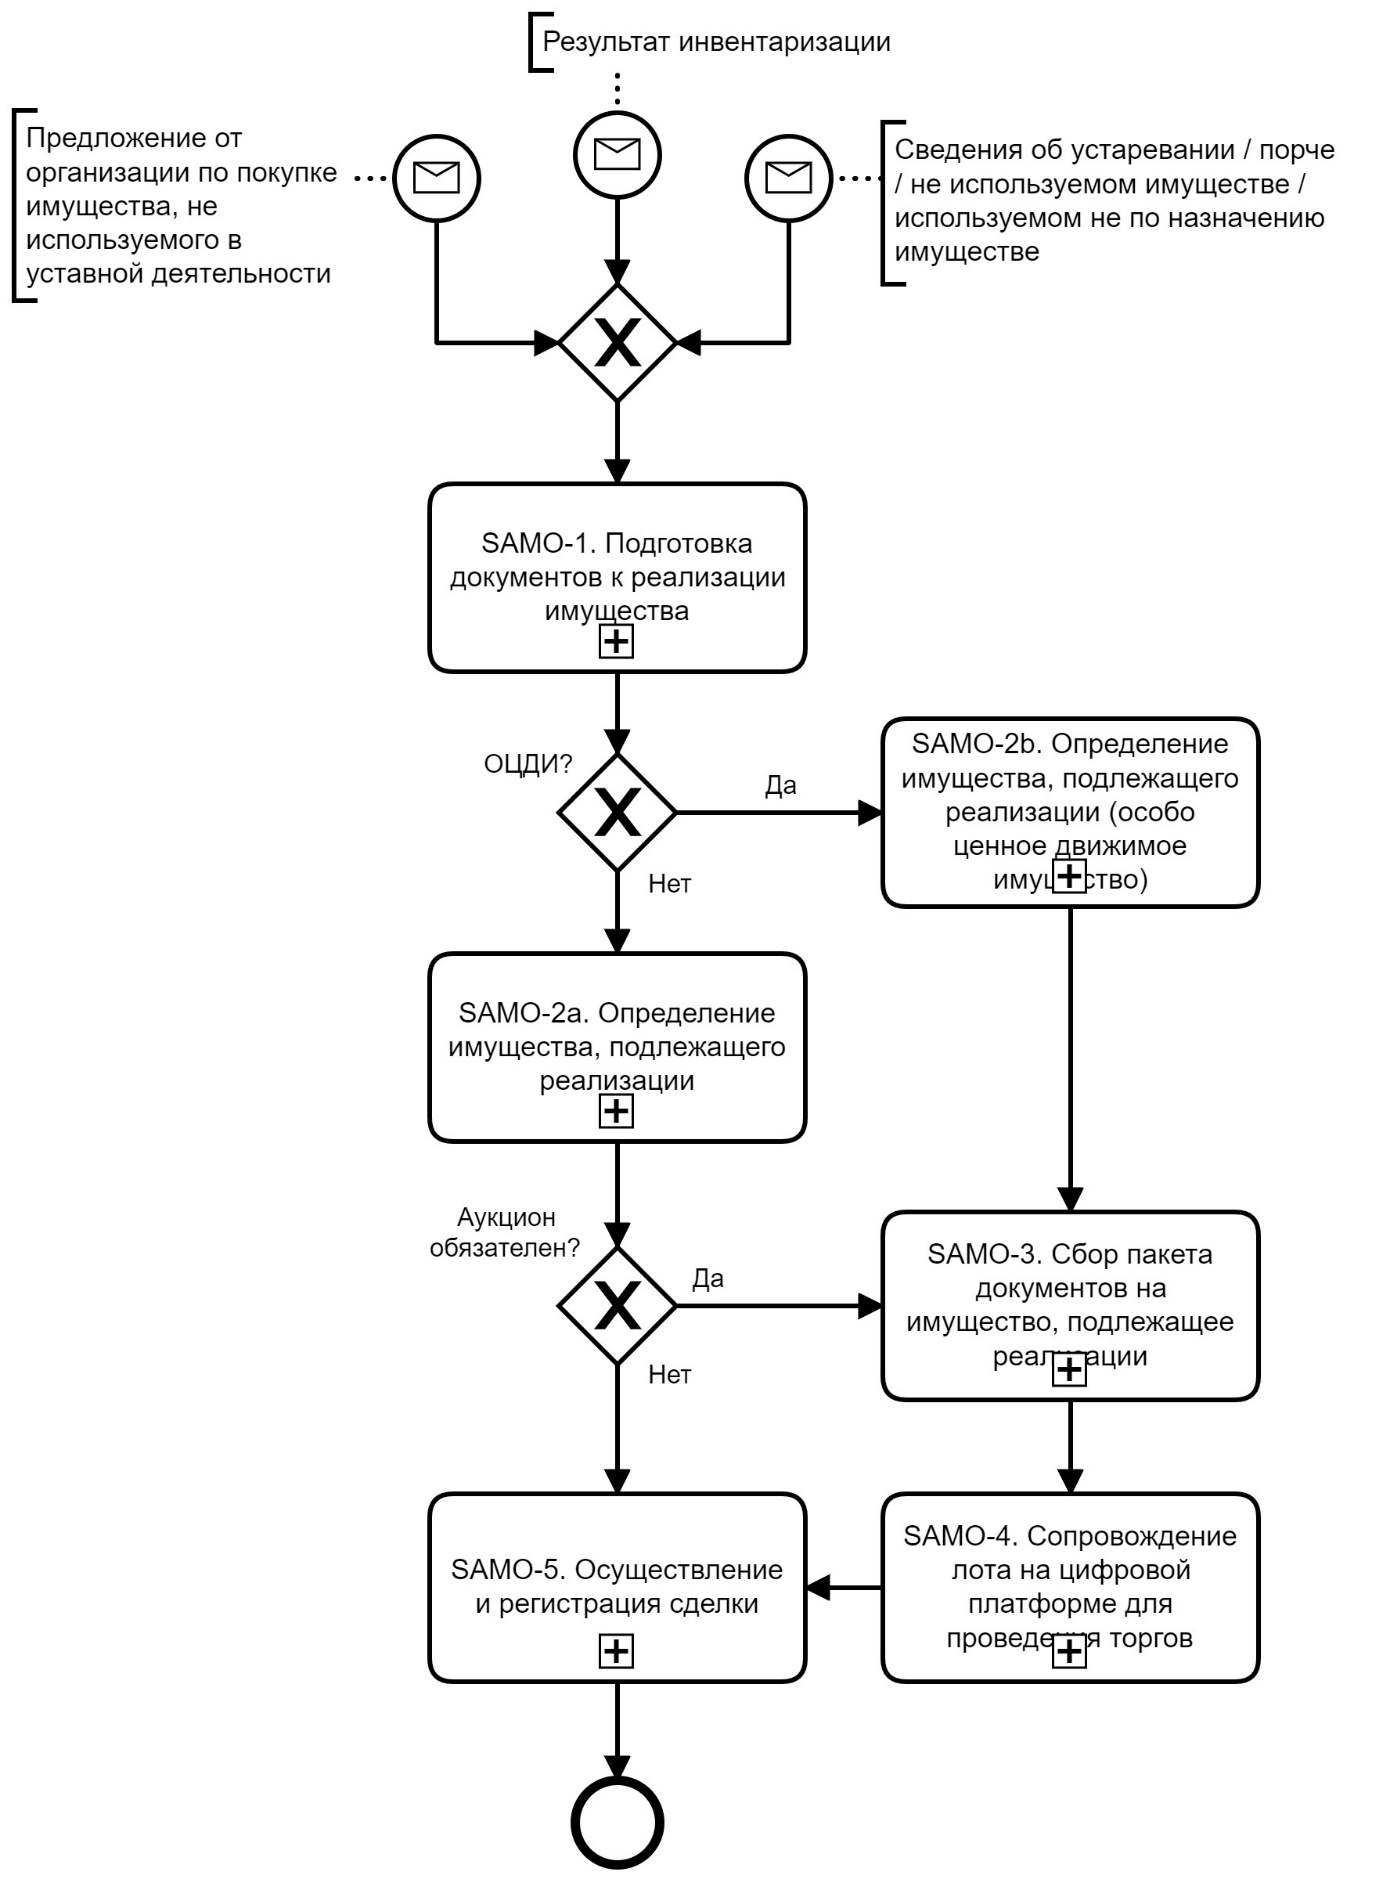 Результат инвентаризации
Предложение от
организации по покупке
имущества, не
используемого в
уставной деятельности
Сведения об устаревании / порче
/ не используемом имуществе /
используемом не по назначению
имуществе
X
SAMO-1. Подготовка
документов к реализации
имущества
ОЦДИ?
X
Да
Нет
SAMO-2b. Определение
имущества, подлежащего
реализации (особо
ценное движимое
имущество)
SAMO-2a. Определение
имущества, подлежащего
реализации
Аукцион
обязателен?
X
Да
Нет
SAMO-3. Сбор пакета
документов на
имущество, подлежащее
реализации
SAMO-5. Осуществление
и регистрация сделки
SAMO-4. Сопровождение
лота на цифровой
платформе для
проведения торгов